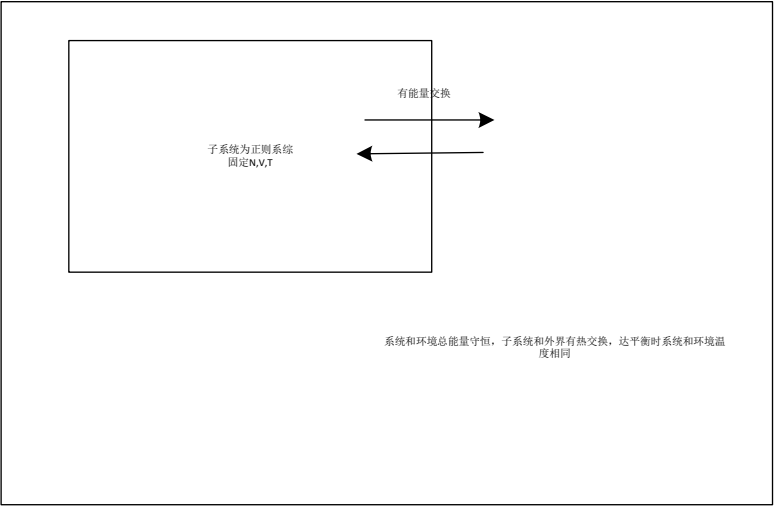 有能量交换
子系统为正则系综
固定N,V,T
系统和环境总能量守恒，子系统和外界有热交换，达平衡时系统和环境温
度相同